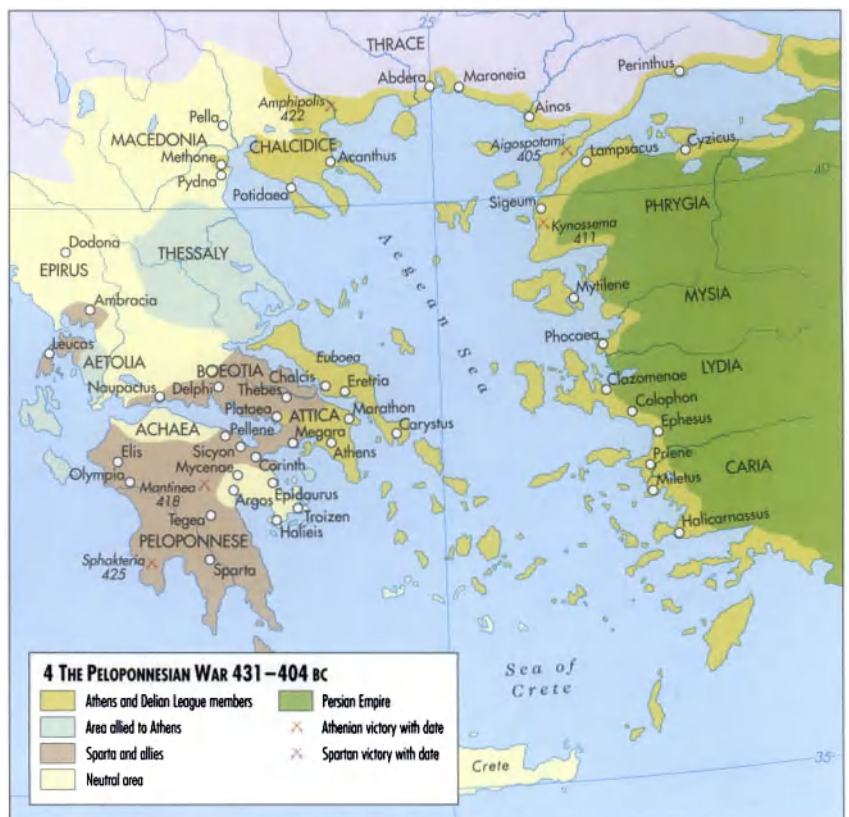 25
THRACE
Abdera
Maroneia
Perinthus
Ainos
Pella
Amphipolis
422
MACEDONIA
CHALCIDICE
Methone
Acanthus
Pydna
Potidaea
Aigospotami
405
Lampsacus
Cyzicus
40
Sigeum
PHRYGIA
Kynossema
411
Dodona
THESSALY
EPIRUS
Aegean Sea
Ambracia
Mytilene
MYSIA
Leucas
AETOLIA
Phocaea
LYDIA
BOEOTIA
Euboea
Chalcis
Naupactus
Delphi
Thebes
Eretria
Clazomenae
Colophon
Plataea
ATTICA
Marathon
Ephesus
ACHAEA
Pellene
Megara
Carystus
Elis
Sicyon
Athens
Priene
CARIA
Mycenae
Corinth
Olympia
Miletus
Mantinea
418
Argos
Epidaurus
Tegea
Troizen
Halieis
Halicarnassus
PELOPONNESE
Sphakteria
425
Sparta
4 THE PELOPONNESIAN WAR 431–404 BC
Athens and Delian League members
Persian Empire
Area allied to Athens
Athenian victory with date
Sparta and allies
Spartan victory with date
Neutral area
Sea of
Crete
Crete
35